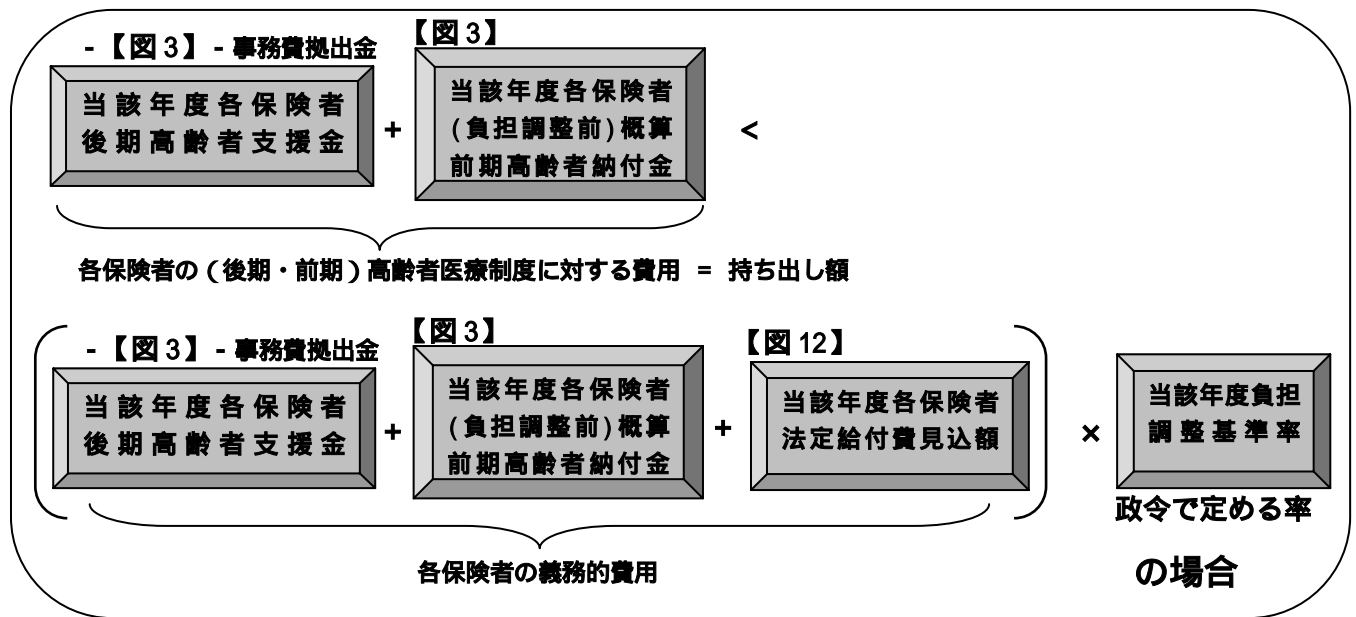 -【図3】- 事務費拠出金
【図3】
当該年度各保険者
後期高齢者支援金
+
当該年度各保険者
(負担調整前)概算
前期高齢者納付金
<
各保険者の(後期・前期)高齢者医療制度に対する費用 = 持ち出し額
-【図3】- 事務費拠出金
【図3】
【図12】
当該年度各保険者
後期高齢者支援金
+
当該年度各保険者
(負担調整前)概算
前期高齢者納付金
+
当該年度各保険者
法定給付費見込額
×
当該年度負担
調整基準率
政令で定める率
各保険者の義務的費用
の場合